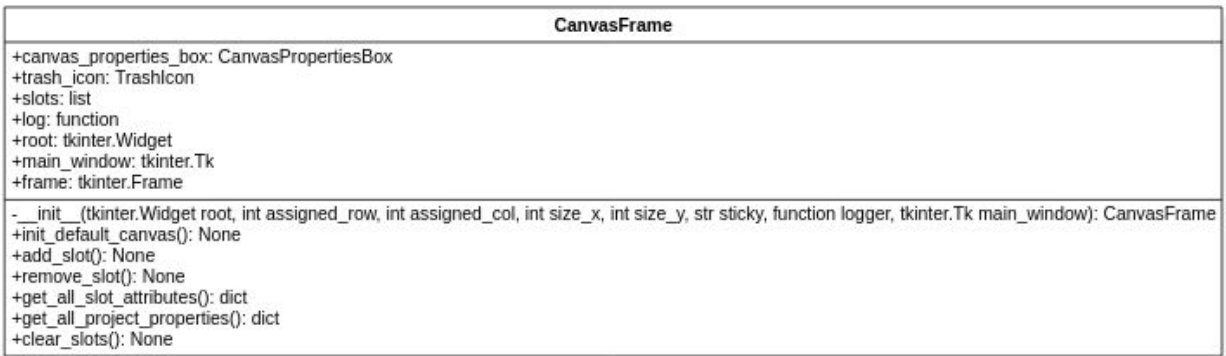 CanvasFrame
+canvas_properties_box: CanvasPropertiesBox
+trash_icon: TrashIcon
+slots: list
+log: function
+root: tkinter.Widget
+main_window: tkinter.Tk
+frame: tkinter.Frame
-__init__(tkinter.Widget root, int assigned_row, int assigned_col, int size_x, int size_y, str sticky, function logger, tkinter.Tk main_window): CanvasFrame
+init_default_canvas(): None
+add_slot(): None
+remove_slot(): None
+get_all_slot_attributes(): dict
+get_all_project_properties(): dict
+clear_slots(): None